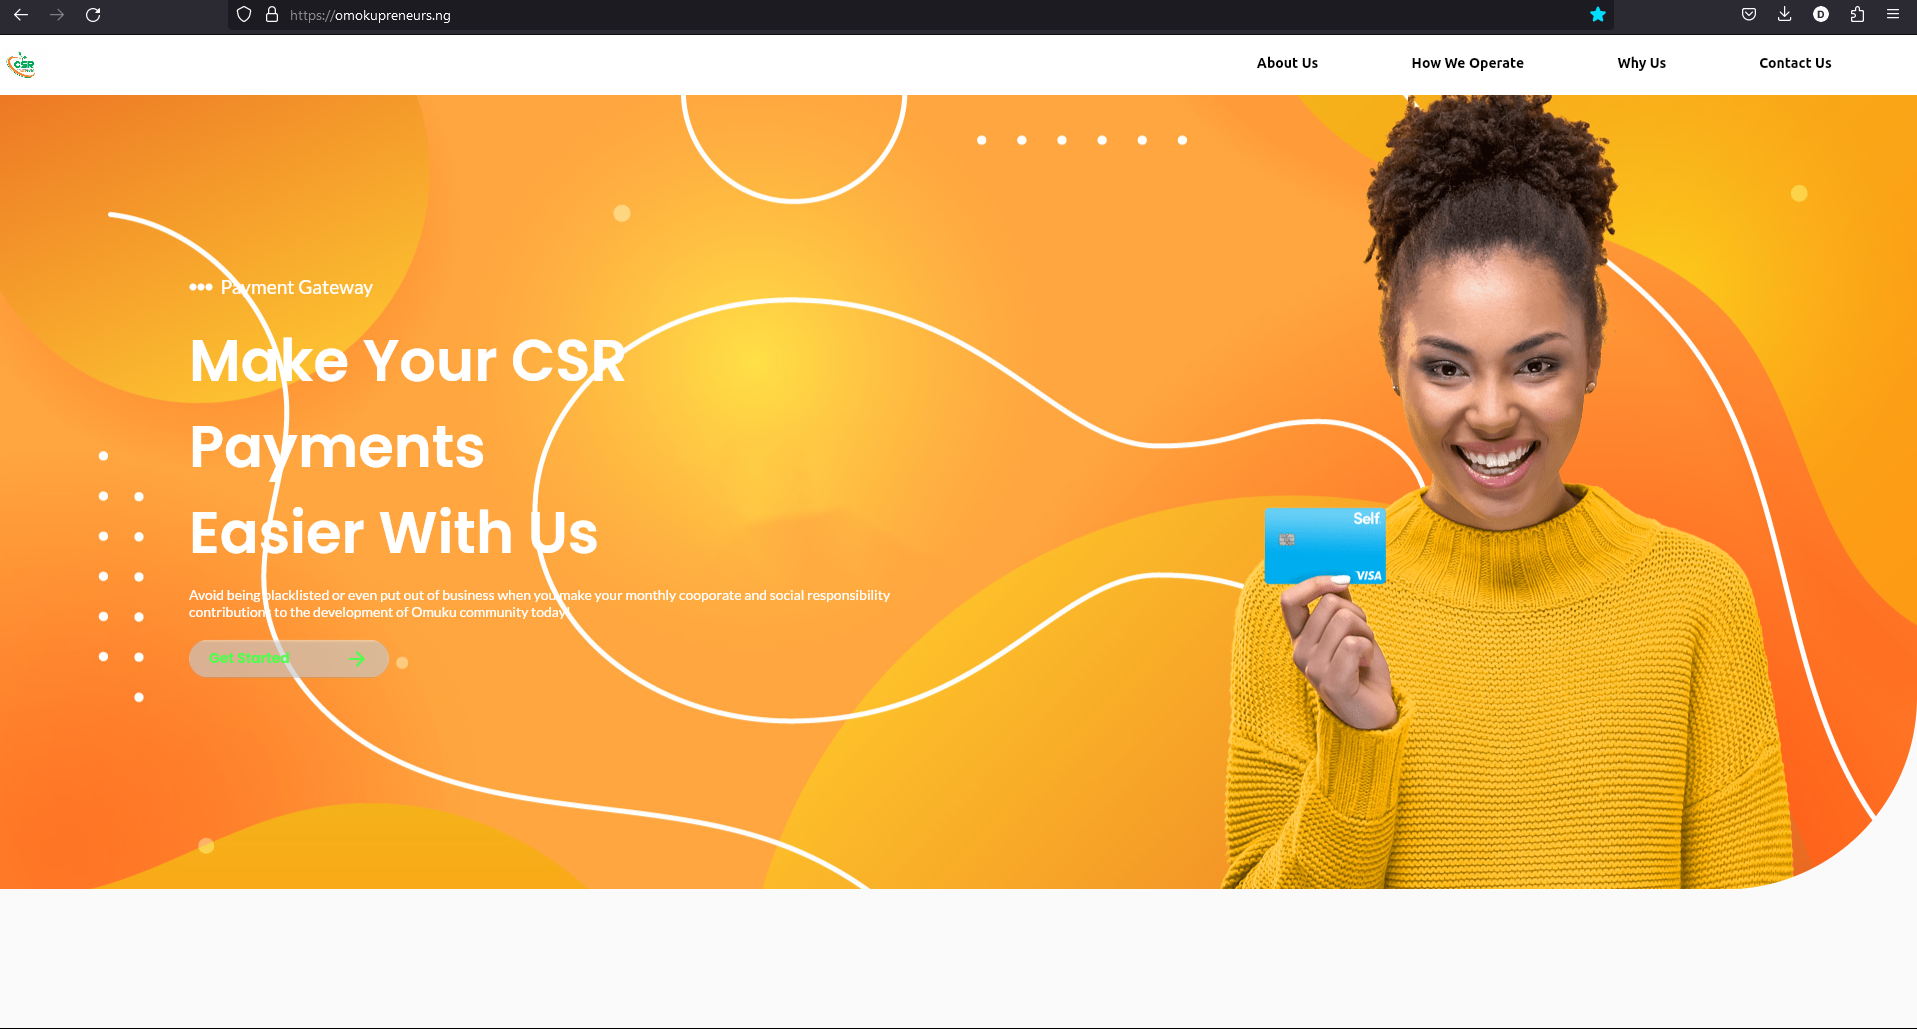 https://omokupreneurs.ng
D
CSR
About Us
How We Operate
Why Us
Contact Us
Payment Gateway
Make Your CSR
Payments
Easier With Us
Avoid being blacklisted or even put out of business when you make your monthly cooporate and social responsibility
contributions to the development of Omuku community today!
Get Started
Self
VISA